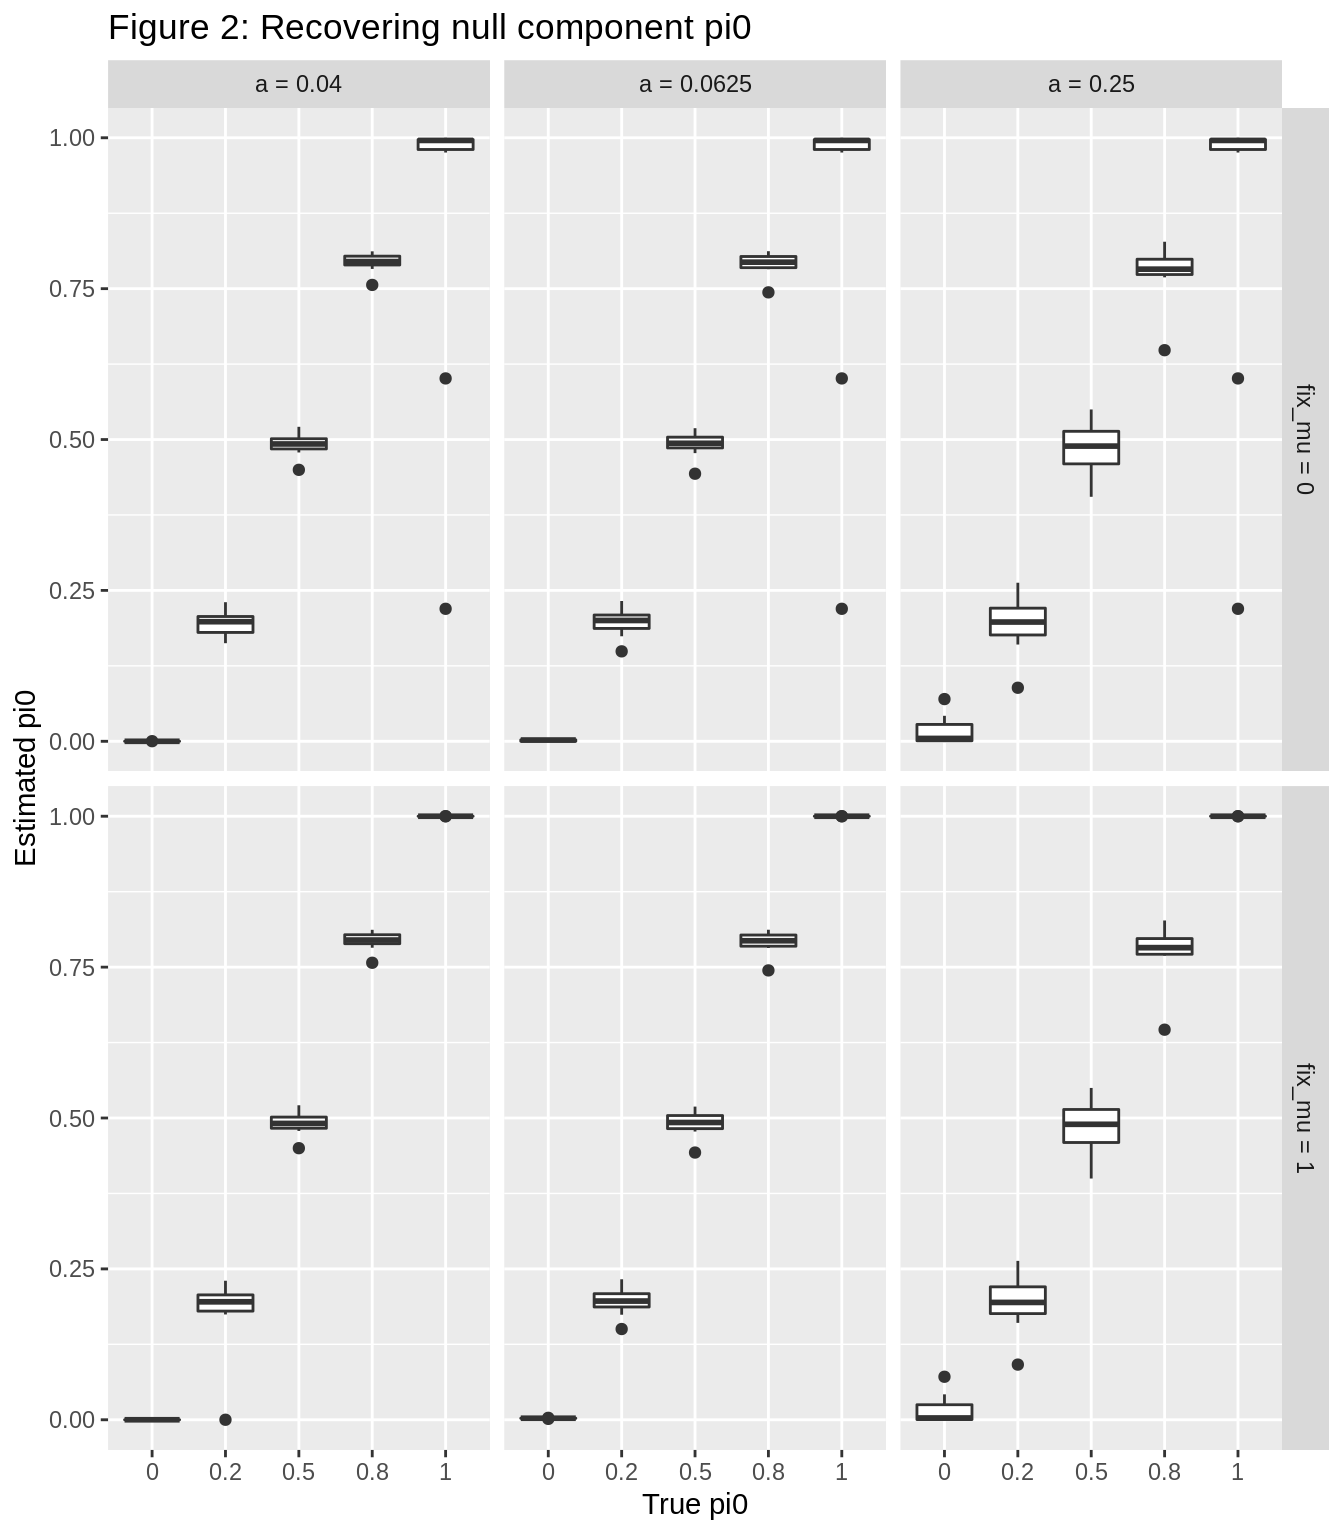 Figure 2: Recovering null component pi0
a = 0.04
a = 0.0625
a = 0.25
1.00
0.75
0.50
0.25
0.00
fix_mu = 0
Estimated pi0
1.00
0.75
0.50
0.25
0.00
fix_mu = 1
0 0.2 0.5 0.8 1
0 0.2 0.5 0.8 1
0 0.2 0.5 0.8 1
True pi0